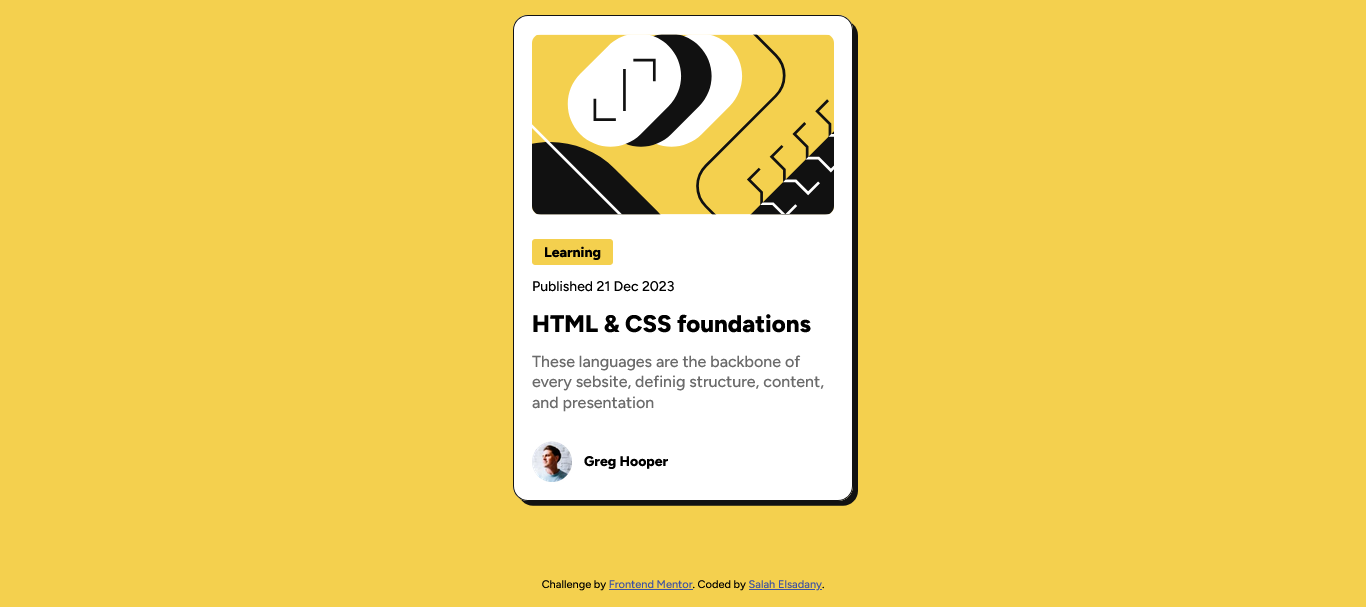 Learning
Published 21 Dec 2023
HTML & CSS foundations
These languages are the backbone of
every sebsite, definig structure, content,
and presentation
Greg Hooper
Challenge by Frontend Mentor. Coded by Salah Elsadany.